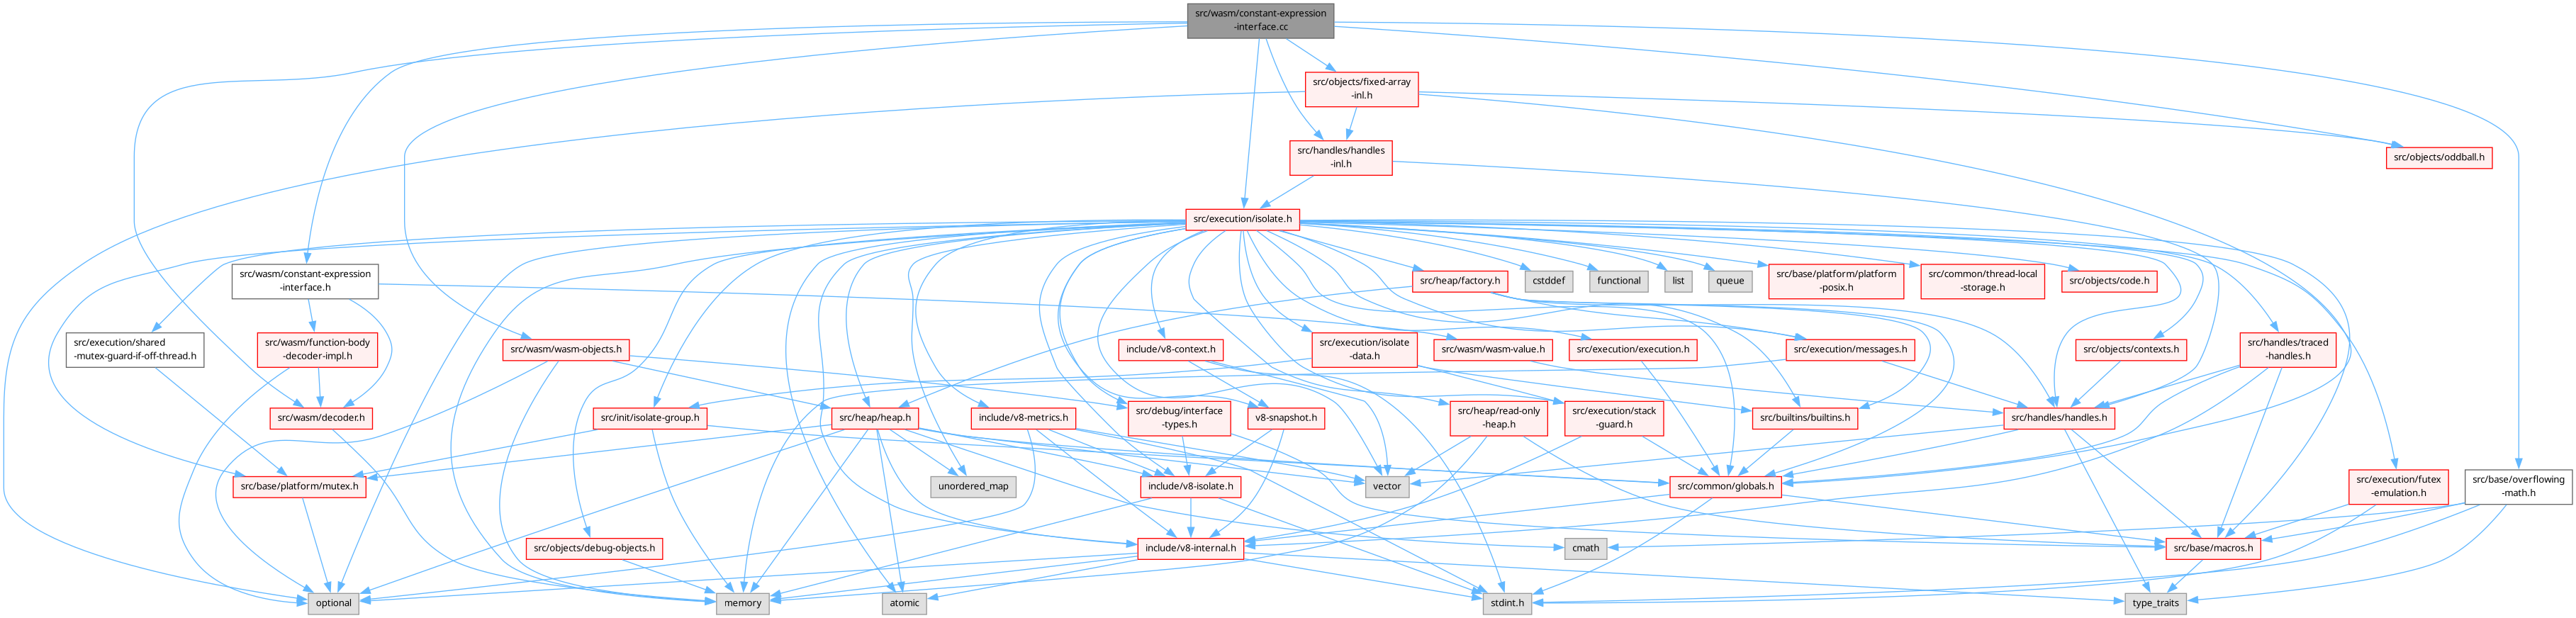 src/wasm/constant-expression
-interface.cc
src/objects/fixed-array
-inl.h
src/handles/handles
-inl.h
src/objects/oddball.h
src/execution/isolate.h
src/wasm/constant-expression
-interface.h
src/heap/factory.h
cstddef
functional
list
queue
src/base/platform/platform
-posix.h
src/common/thread-local
-storage.h
src/objects/code.h
src/execution/shared
-mutex-guard-if-off-thread.h
src/wasm/function-body
-decoder-impl.h
src/wasm/wasm-objects.h
include/v8-context.h
src/execution/isolate
-data.h
src/wasm/wasm-value.h
src/execution/execution.h
src/execution/messages.h
src/objects/contexts.h
src/handles/traced
-handles.h
src/wasm/decoder.h
src/init/isolate-group.h
src/heap/heap.h
include/v8-metrics.h
src/debug/interface
-types.h
v8-snapshot.h
src/heap/read-only
-heap.h
src/execution/stack
-guard.h
src/builtins/builtins.h
src/handles/handles.h
src/base/platform/mutex.h
unordered_map
include/v8-isolate.h
vector
src/common/globals.h
src/execution/futex
-emulation.h
src/base/overflowing
-math.h
src/objects/debug-objects.h
include/v8-internal.h
cmath
src/base/macros.h
optional
memory
atomic
stdint.h
type_traits